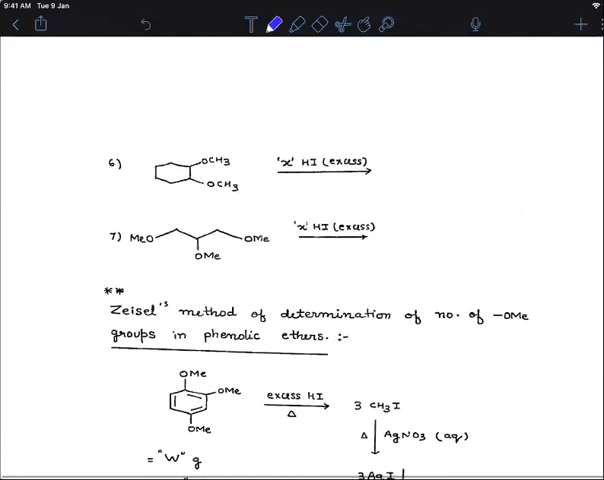 9:41 AM Tue 9 Jan
6) OCH3 'x' HI (excess)
OCH3
7) MeO OMe 'x' HI (excess)
OMe
**
Zeisel's method of determination of no. of -OMe
groups in phenolic ethers. :-
OMe
OMe excess HI 3 CH3I
Δ
OMe Δ AgNO3 (aq)
= "W" g
3AgI